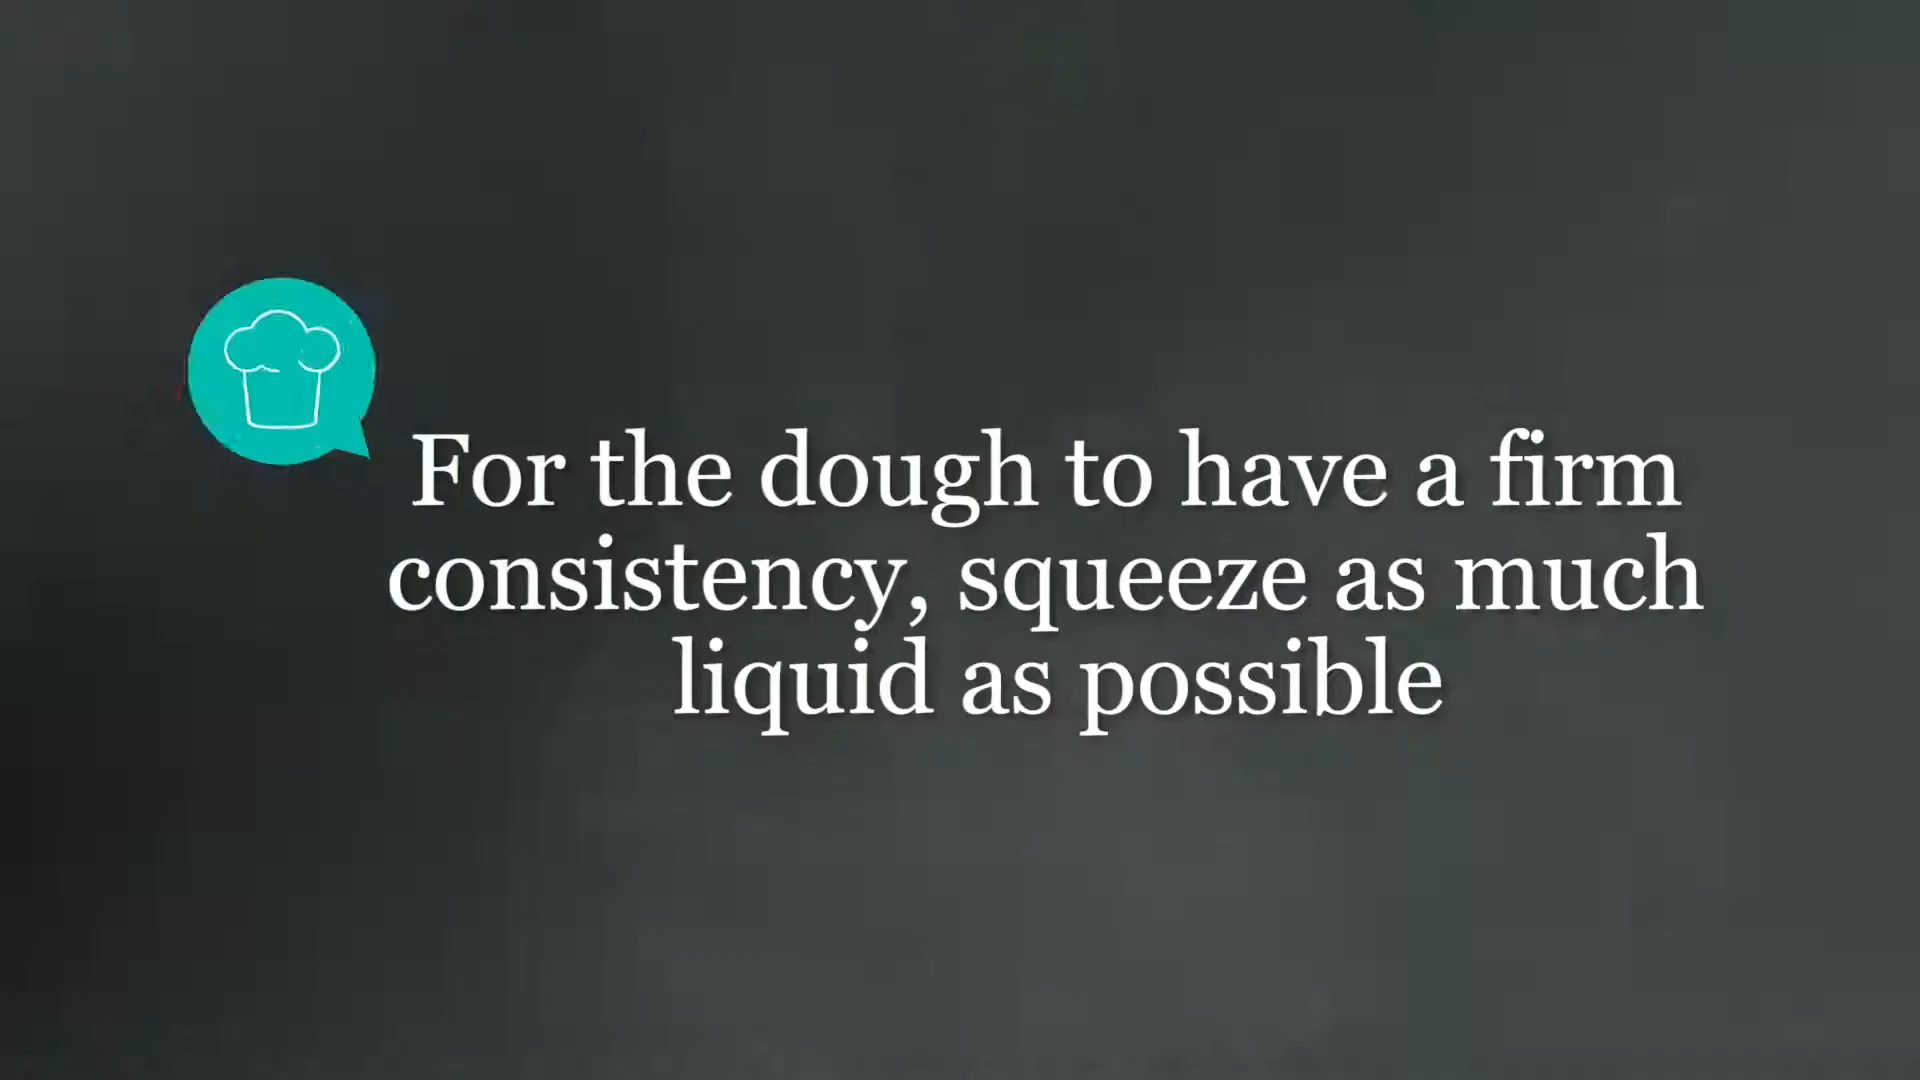 For the dough to have a firm
consistency, squeeze as much
liquid as possible